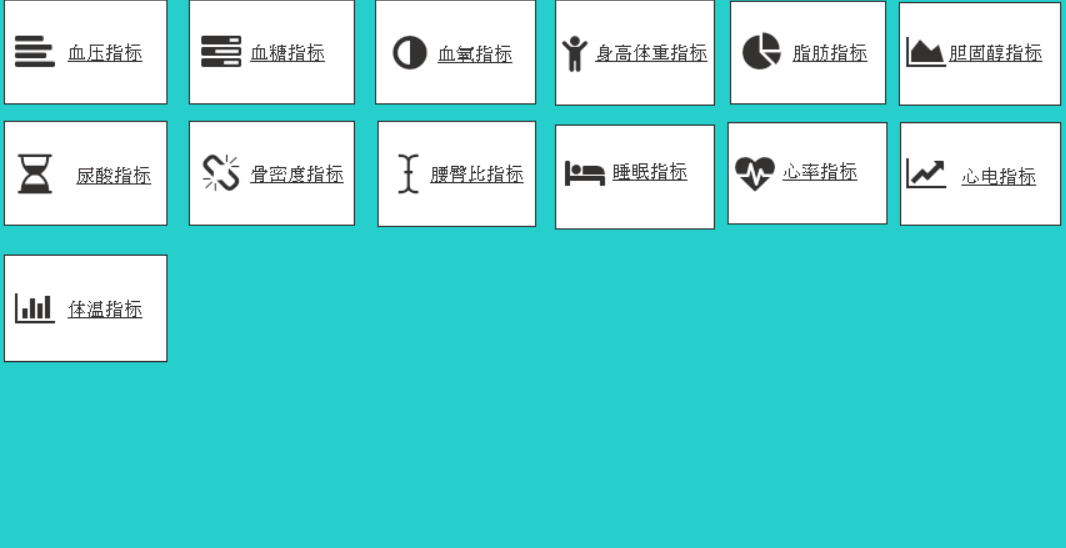 血压指标
血糖指标
血氧指标
身高体重指标
脂肪指标
胆固醇指标
尿酸指标
骨密度指标
腰臀比指标
睡眠指标
心率指标
心电指标
体温指标